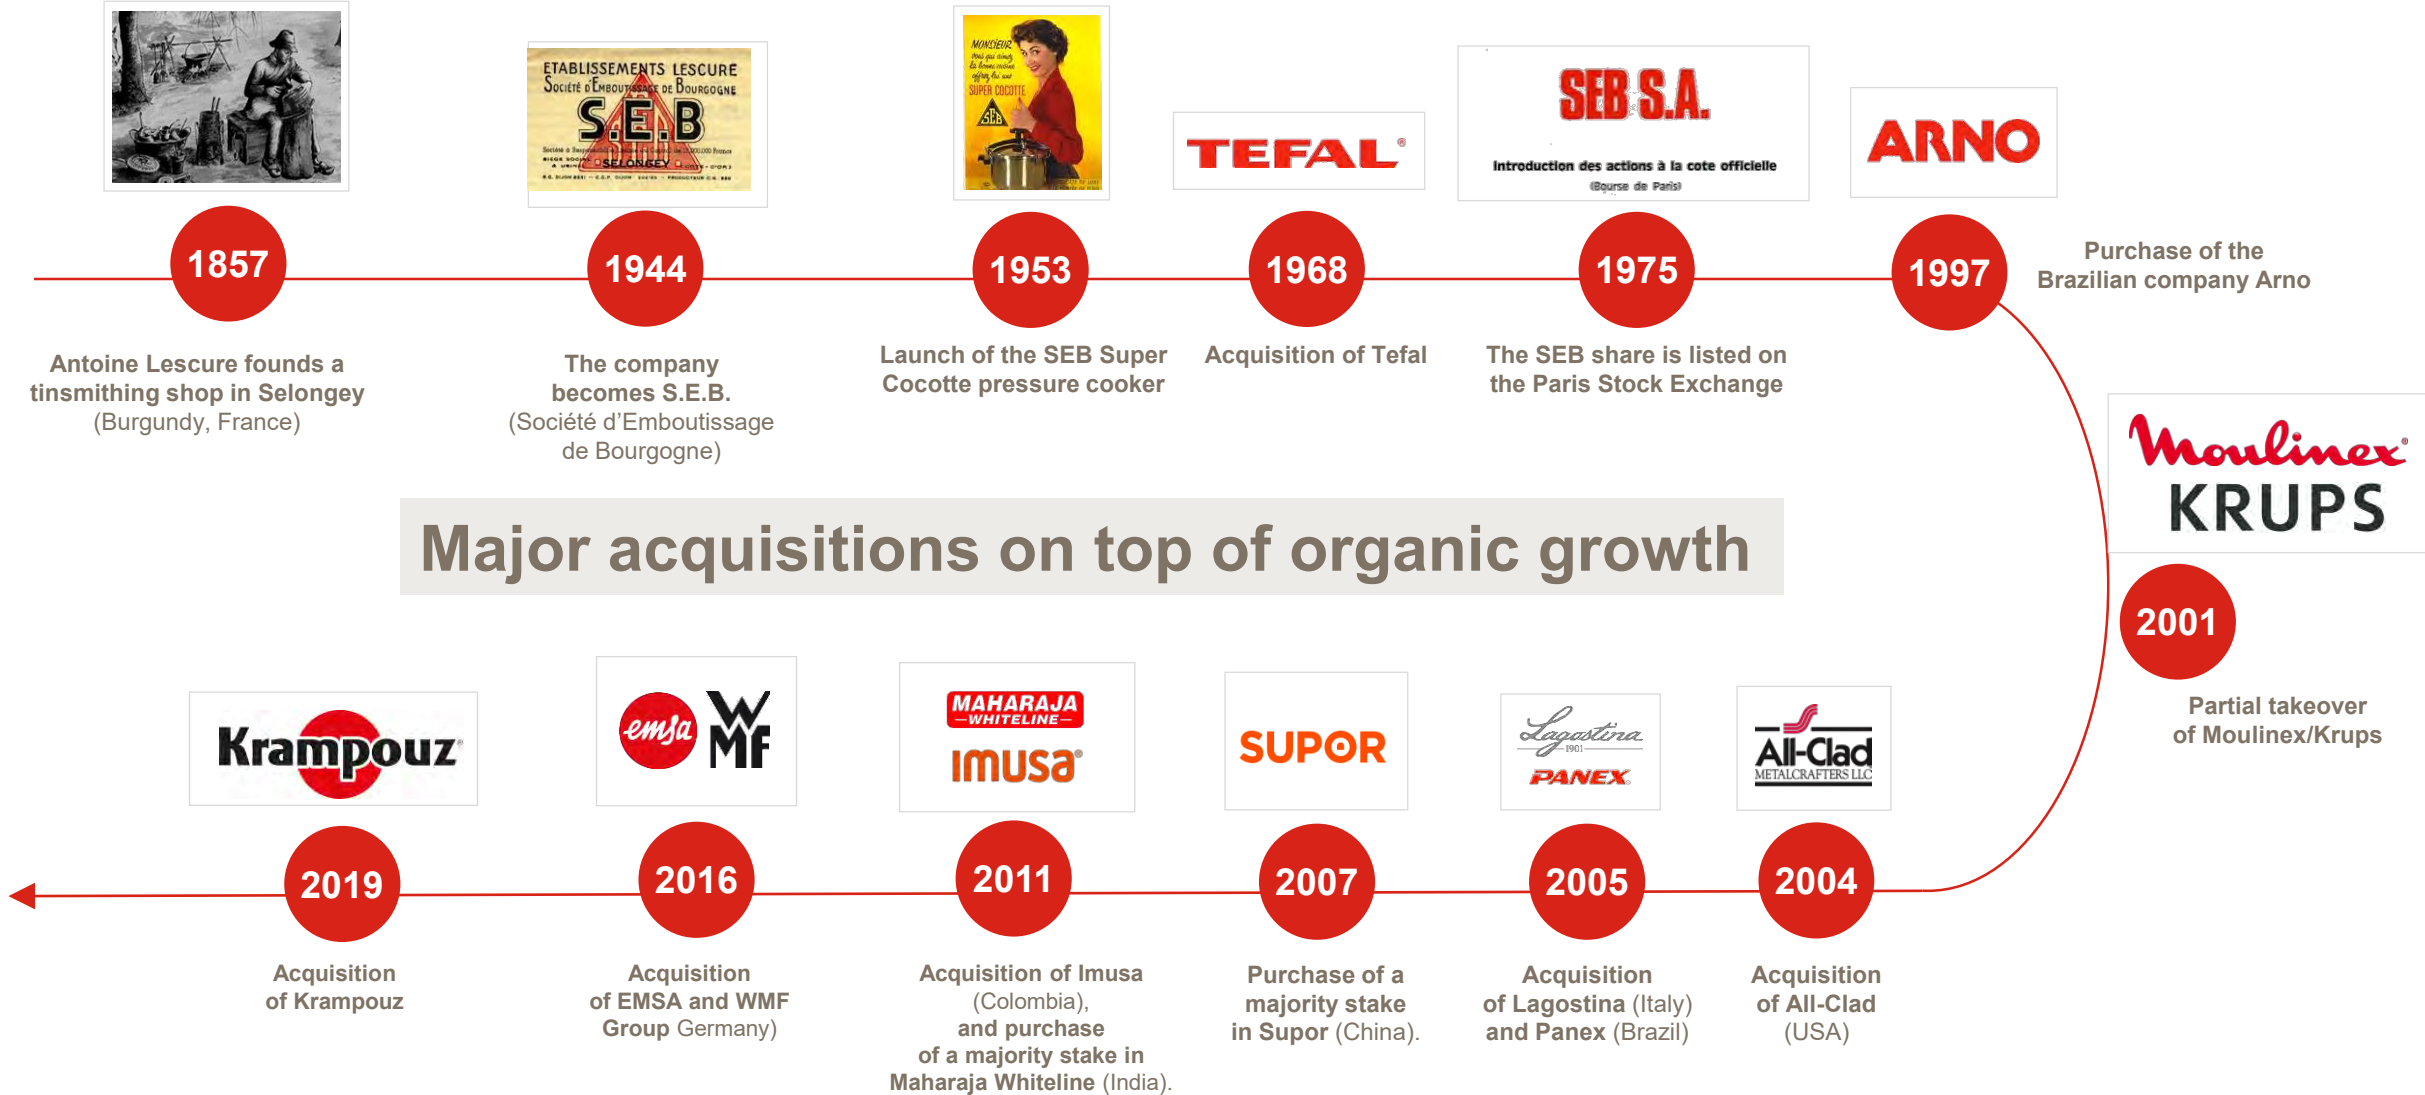 ETABLISSEMENTS LESCURE
SOCIÉTÉ D'EMBOUTISSAGE DE BOURGOGNE
S.E.B
SELONGEY
MONSIEUR
SUPER COCOTTE
SEB
TEFAL®
SEB S.A.
Introduction des actions à la cote officielle
(Bourse de Paris)
ARNO
1857
1944
1953
1968
1975
1997
Antoine Lescure founds a
tinsmithing shop in Selongey
(Burgundy, France)
The company
becomes S.E.B.
(Société d’Emboutissage
de Bourgogne)
Launch of the SEB Super
Cocotte pressure cooker
Acquisition of Tefal
The SEB share is listed on
the Paris Stock Exchange
Purchase of the
Brazilian company Arno
Moulinex®
KRUPS
2001
Partial takeover
of Moulinex/Krups
Major acquisitions on top of organic growth
Krampouz
emsa
WMF
MAHARAJA
WHITELINE
IMUSA®
SUPOR
Lagostina
1901
PANEX
All-Clad
METALCRAFTERS LLC
2019
2016
2011
2007
2005
2004
Acquisition
of Krampouz
Acquisition
of EMSA and WMF
Group Germany)
Acquisition of Imusa
(Colombia),
and purchase
of a majority stake in
Maharaja Whiteline (India).
Purchase of a
majority stake
in Supor (China).
Acquisition
of Lagostina (Italy)
and Panex (Brazil)
Acquisition
of All-Clad
(USA)